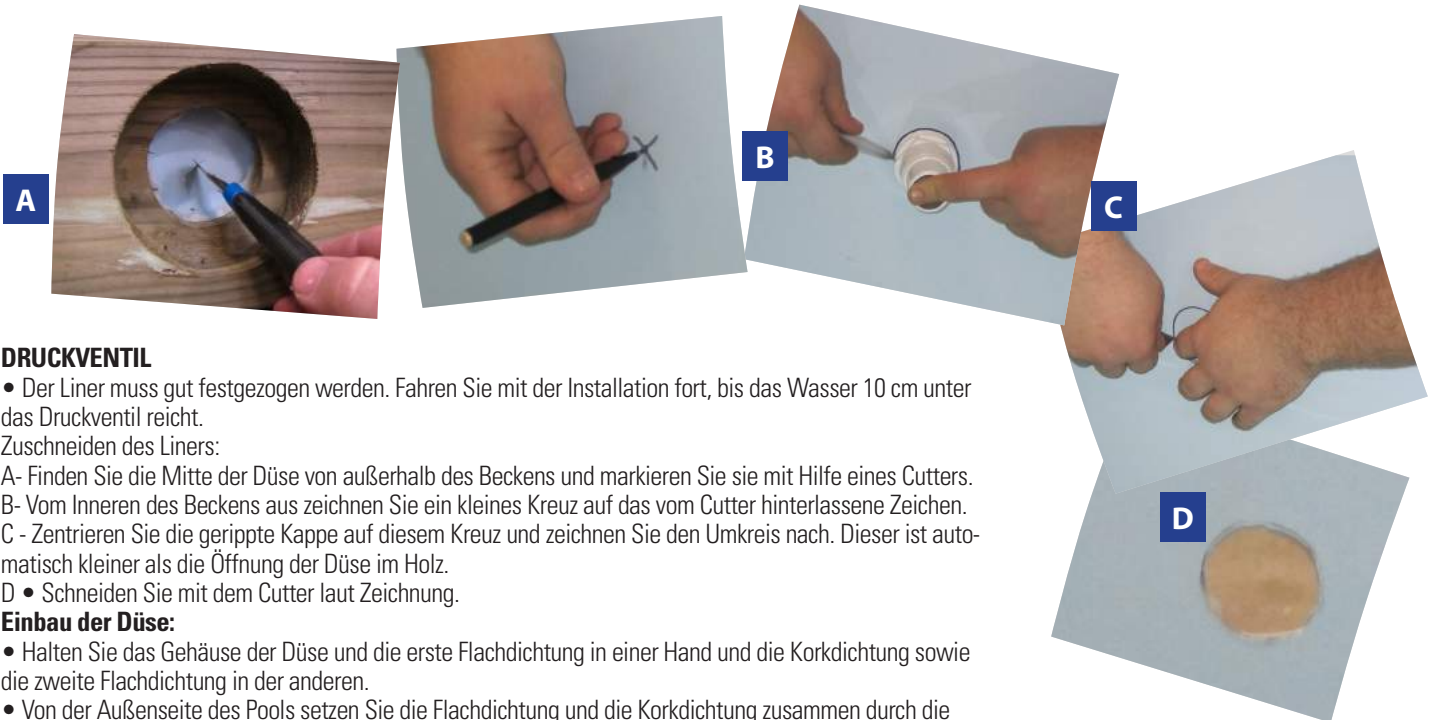 A
B
C
D
DRUCKVENTIL
• Der Liner muss gut festgezogen werden. Fahren Sie mit der Installation fort, bis das Wasser 10 cm unter
das Druckventil reicht.
Zuschneiden des Liners:
A- Finden Sie die Mitte der Düse von außerhalb des Beckens und markieren Sie sie mit Hilfe eines Cutters.
B- Vom Inneren des Beckens aus zeichnen Sie ein kleines Kreuz auf das vom Cutter hinterlassene Zeichen.
C - Zentrieren Sie die gerippte Kappe auf diesem Kreuz und zeichnen Sie den Umkreis nach. Dieser ist auto-
matisch kleiner als die Öffnung der Düse im Holz.
D • Schneiden Sie mit dem Cutter laut Zeichnung.
Einbau der Düse:
• Halten Sie das Gehäuse der Düse und die erste Flachdichtung in einer Hand und die Korkdichtung sowie
die zweite Flachdichtung in der anderen.
• Von der Außenseite des Pools setzen Sie die Flachdichtung und die Korkdichtung zusammen durch die